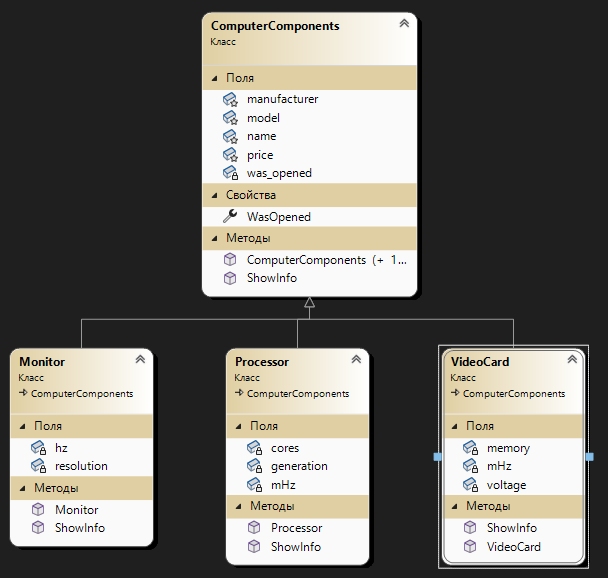 ComputerComponents
Класс
Поля
manufacturer
model
name
price
was_opened
Свойства
WasOpened
Методы
ComputerComponents (+ 1...
ShowInfo
Monitor
Класс
ComputerComponents
Поля
hz
resolution
Методы
Monitor
ShowInfo
Processor
Класс
ComputerComponents
Поля
cores
generation
mHz
Методы
Processor
ShowInfo
VideoCard
Класс
ComputerComponents
Поля
memory
mHz
voltage
Методы
ShowInfo
VideoCard